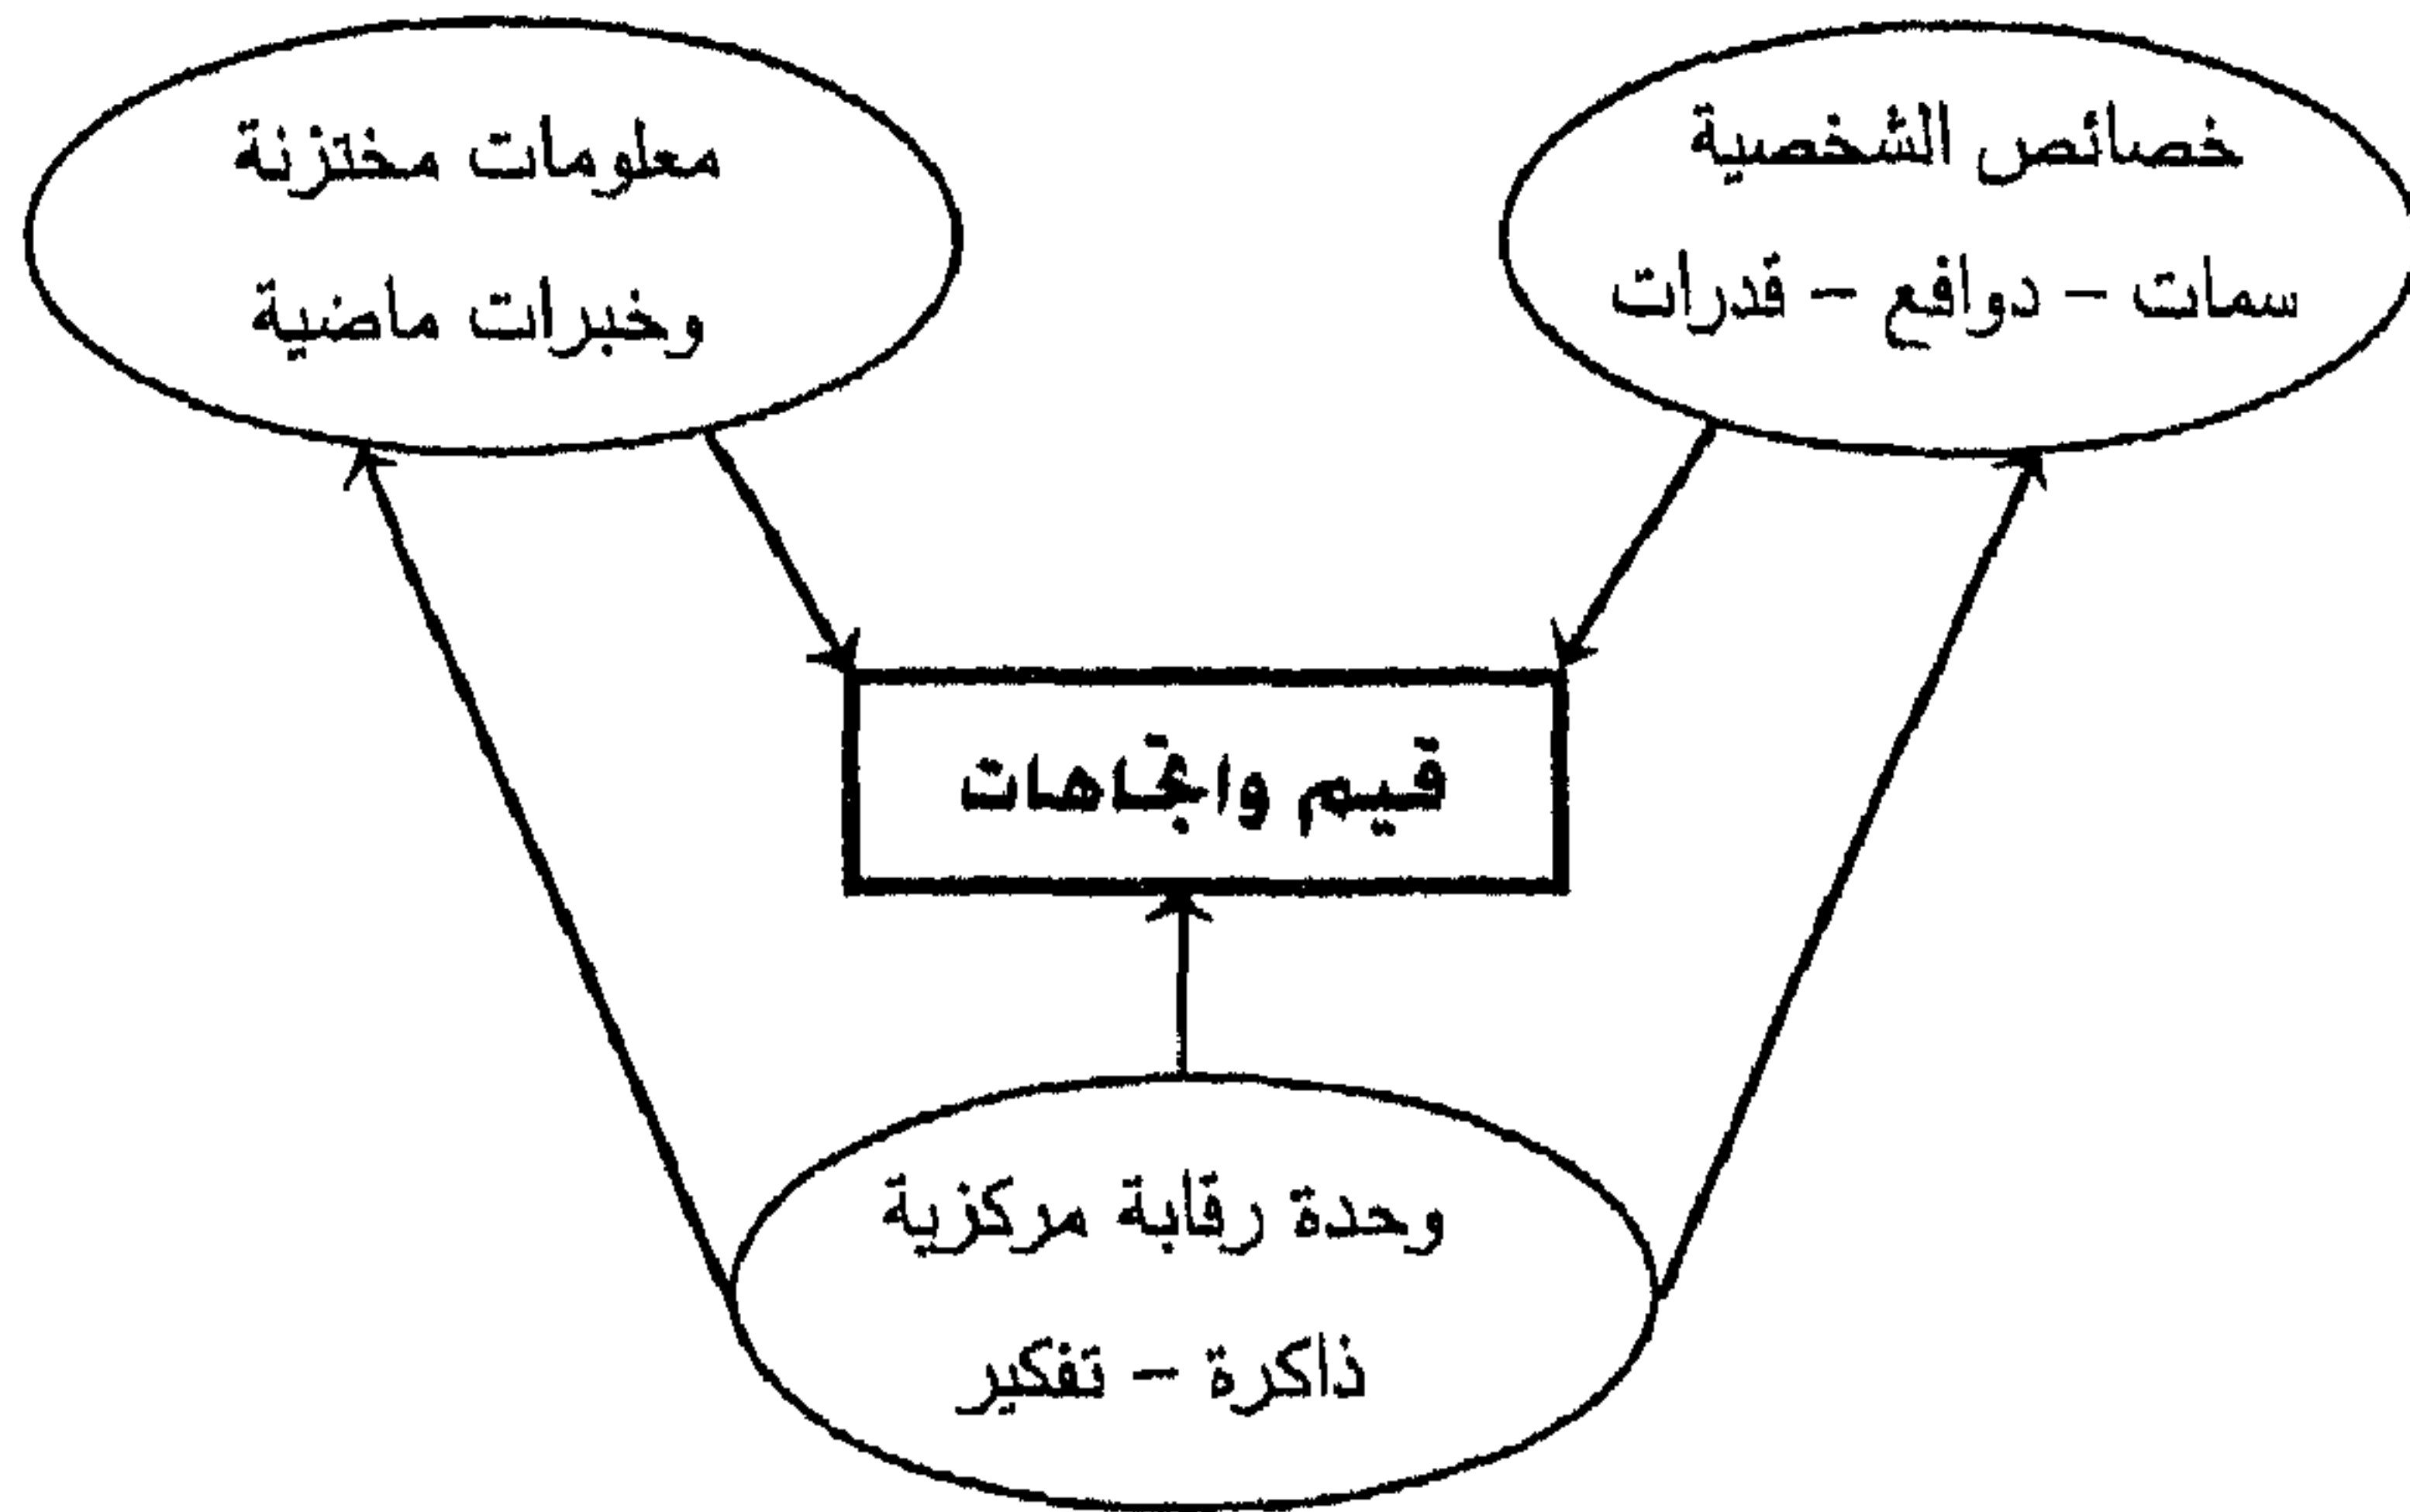 خصائص الشخصية
سمات – دوافع – قدرات
معلومات مختزنة
وخبرات ماضية
قيم واتجاهات
وحدة رقابة مركزية
ذاكرة – تفكير